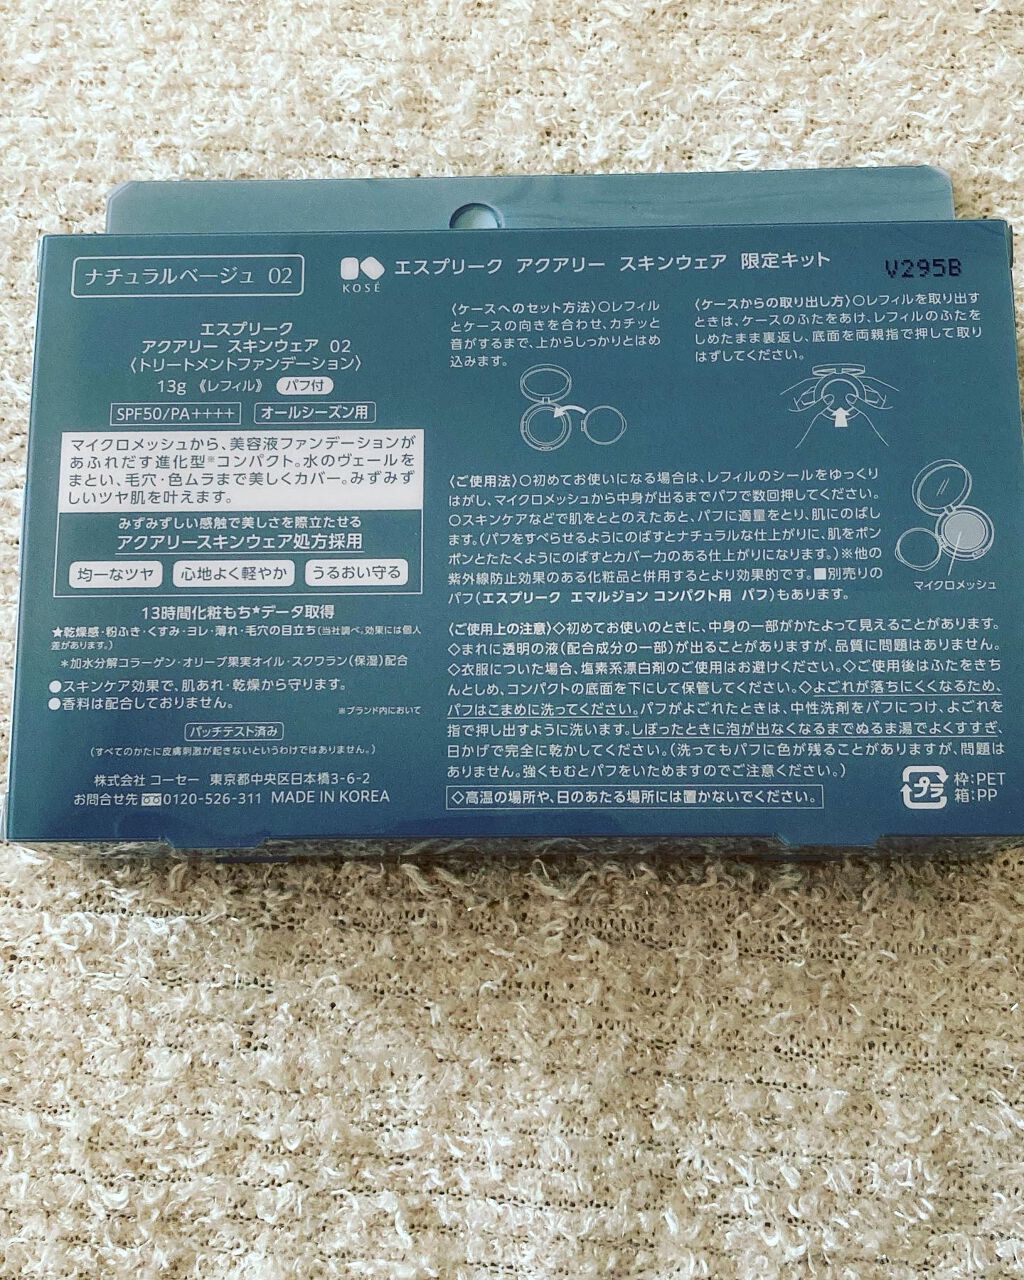 ナチュラルベージュ 02
KOSÉ
エスプリーク アクアリー スキンウェア 限定キット
V295B
エスプリーク
アクアリー スキンウェア 02
〈トリートメントファンデーション〉
13g 《レフィル》 パフ付
SPF50/PA++++ オールシーズン用
マイクロメッシュから、美容液ファンデーションが
あふれだす進化型※コンパクト。水のヴェールを
まとい、毛穴・色ムラまで美しくカバー。みずみず
しいツヤ肌を叶えます。
みずみずしい感触で美しさを際立たせる
アクアリースキンウェア処方採用
均一なツヤ 心地よく軽やか うるおい守る
13時間化粧もち★データ取得
★乾燥感・粉ふき・くすみ・ヨレ・薄れ・毛穴の目立ち(当社調べ。効果には個人
差があります。)
*加水分解コラーゲン・オリーブ果実オイル・スクワラン(保湿)配合
●スキンケア効果で、肌あれ・乾燥から守ります。
●香料は配合しておりません。
※ブランド内において
パッチテスト済み
(すべてのかたに皮膚刺激が起きないというわけではありません。)
株式会社 コーセー 東京都中央区日本橋3-6-2
お問合せ先 0120-526-311 MADE IN KOREA
〈ケースへのセット方法〉○レフィル
とケースの向きを合わせ、カチッと
音がするまで、上からしっかりとはめ
込みます。
〈ケースからの取り出し方〉○レフィルを取り出す
ときは、ケースのふたをあけ、レフィルのふたを
しめたまま裏返し、底面を両親指で押して取り
はずしてください。
〈ご使用法〉○初めてお使いになる場合は、レフィルのシールをゆっくり
はがし、マイクロメッシュから中身が出るまでパフで数回押してください。
○スキンケアなどで肌をととのえたあと、パフに適量をとり、肌にのばし
ます。(パフをすべらせるようにのばすとナチュラルな仕上がりに、肌をポン
ポンとたたくようにのばすとカバー力のある仕上がりになります。)※他の
紫外線防止効果のある化粧品と併用するとより効果的です。■別売りの
パフ(エスプリーク エマルジョン コンパクト用 パフ)もあります。
マイクロメッシュ
〈ご使用上の注意〉◇初めてお使いのときに、中身の一部がかたよって見えることがあります。
◇まれに透明の液(配合成分の一部)が出ることがありますが、品質に問題はありません。
◇衣服についた場合、塩素系漂白剤のご使用はお避けください。◇ご使用後はふたをきち
んとしめ、コンパクトの底面を下にして保管してください。◇よごれが落ちにくくなるため、
パフはこまめに洗ってください。パフがよごれたときは、中性洗剤をパフにつけ、よごれを
指で押し出すように洗います。しぼったときに泡が出なくなるまでぬるま湯でよくすすぎ、
日かげで完全に乾かしてください。(洗ってもパフに色が残ることがありますが、問題は
ありません。強くもむとパフをいためますのでご注意ください。)
◇高温の場所や、日のあたる場所には置かないでください。
プラ
枠:PET
箱:PP